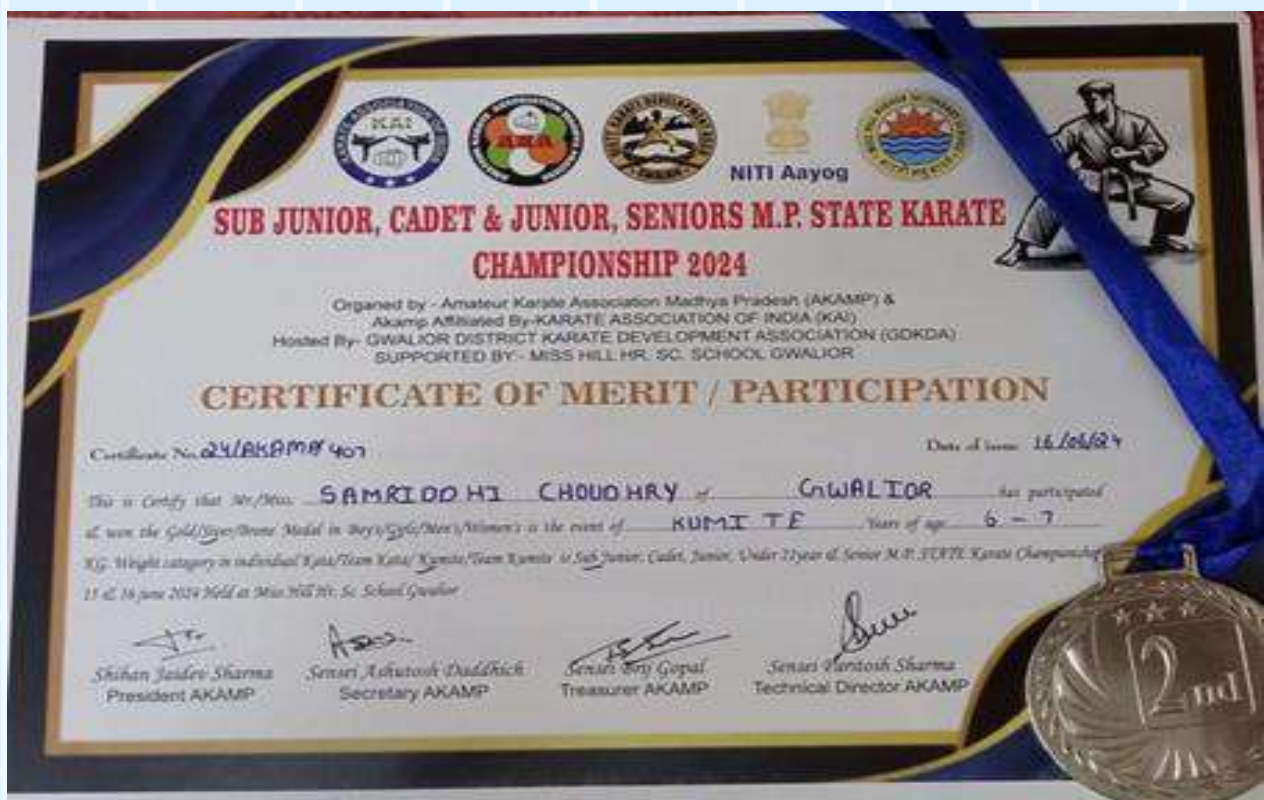 KAI
NITI Aayog
SUB JUNIOR, CADET & JUNIOR, SENIORS M.P. STATE KARATE
CHAMPIONSHIP 2024
Organed by - Amateur Karate Association Madhya Pradesh (AKAMP) &
Akamp Affiliated By-KARATE ASSOCIATION OF INDIA (KAI)
Hosted By- GWALIOR DISTRICT KARATE DEVELOPMENT ASSOCIATION (GDKDA)
SUPPORTED BY- MISS HILL HR. SC. SCHOOL GWALIOR
CERTIFICATE OF MERIT / PARTICIPATION
Certificate No. 24/AKAMP/407 Date of issue 16/06/24
This is Certify that Mr./Miss. SAMRIDDHI CHOUDHRY of GWALIOR has participated
& won the Gold/Silver/Bronz Medal in Boy's/Gyls/Men's/Women's is the event of KUMITE Years of age 6-7
KG. Weight category in individual Kata/Team Kata/ Kumite/Team Kumite is Sub Junior, Cadet, Junior, Under 21year & Senior M.P. STATE Karate Championship
15 & 16 june 2024 Held at Miss Hill Hr. Sc. School Gwalior
Shihan Jaidev Sharma Sensei Ashutosh Daddhich Sensei Brij Gopal Sensei Paritosh Sharma
President AKAMP Secretary AKAMP Treasurer AKAMP Technical Director AKAMP
2nd